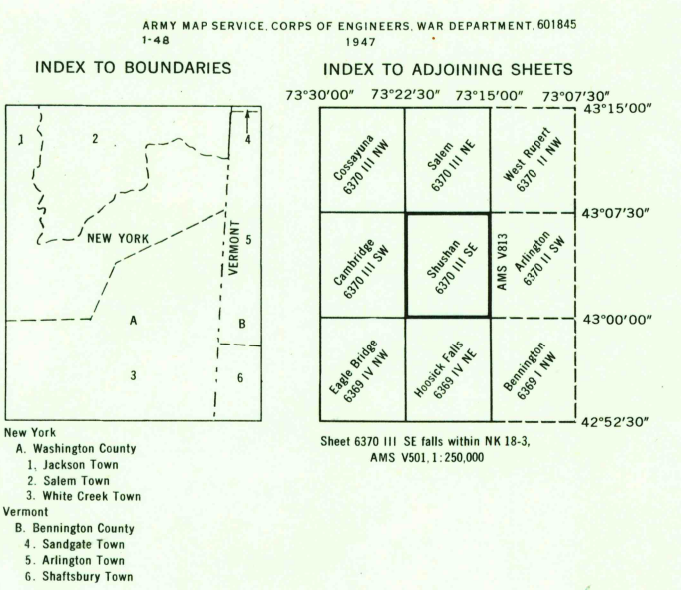 ARMY MAP SERVICE, CORPS OF ENGINEERS, WAR DEPARTMENT, 601845
1-48 1947
INDEX TO BOUNDARIES
1
2
4
NEW YORK
VERMONT
5
A
B
3
6
New York
A. Washington County
1. Jackson Town
2. Salem Town
3. White Creek Town
Vermont
B. Bennington County
4. Sandgate Town
5. Arlington Town
6. Shaftsbury Town
INDEX TO ADJOINING SHEETS
73°30'00" 73°22'30" 73°15'00" 73°07'30"
43°15'00"
Cossayuna
6370 III NW
Salem
6370 III NE
West Rupert
6370 II NW
43°07'30"
Cambridge
6370 III SW
Shushan
6370 III SE
AMS V813
Arlington
6370 II SW
43°00'00"
Eagle Bridge
6369 IV NW
Hoosick Falls
6369 IV NE
Bennington
6369 I NW
42°52'30"
Sheet 6370 III SE falls within NK 18-3,
AMS V501, 1:250,000